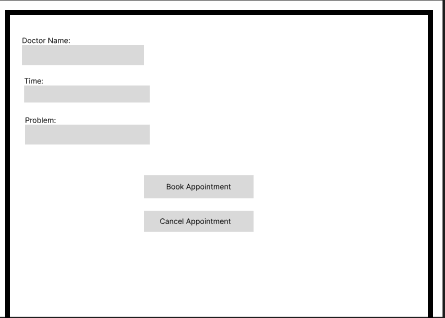 Doctor Name:
Time:
Problem:
Book Appointment
Cancel Appointment